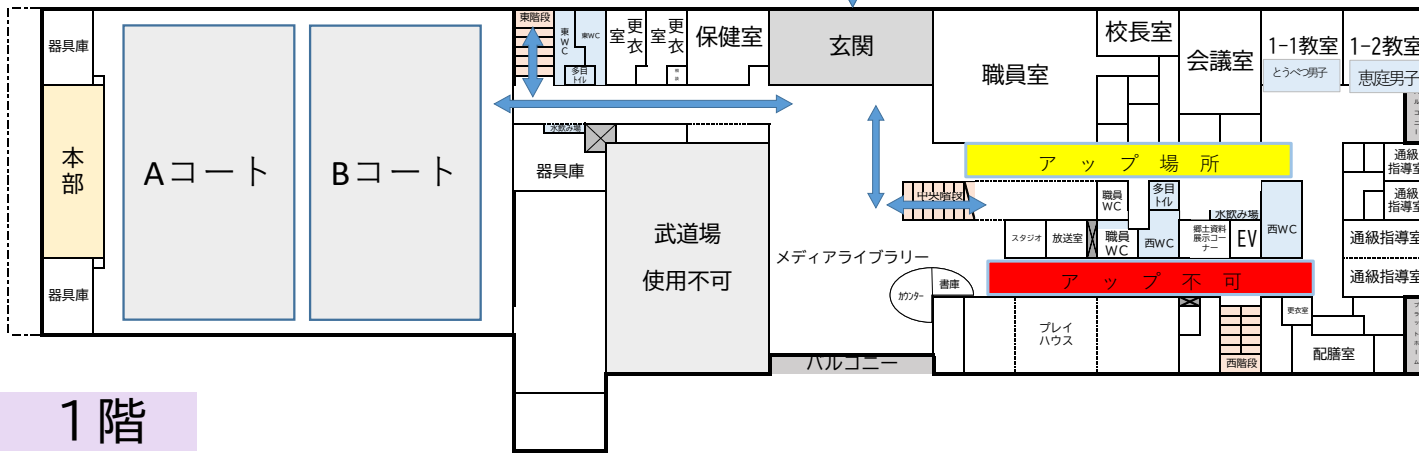 器具庫
本部
器具庫
Aコート
Bコート
東階段
東WC
東WC
多目
トイレ
更衣室
更衣室
保健室
玄関
職員室
校長室
会議室
1-1教室
とうべつ男子
1-2教室
恵庭男子
水飲み場
器具庫
武道場
使用不可
メディアライブラリー
中央階段
アップ場所
職員
WC
多目
トイレ
水飲み場
スタジオ
放送室
職員
WC
西WC
郷土資料
展示コー
ナー
EV
西WC
通級
指導室
通級
指導室
通級指導室
通級指導室
アップ不可
カウンター
書庫
プレイ
ハウス
更衣室
配膳室
西階段
バルコニー
プラットホーム
1階